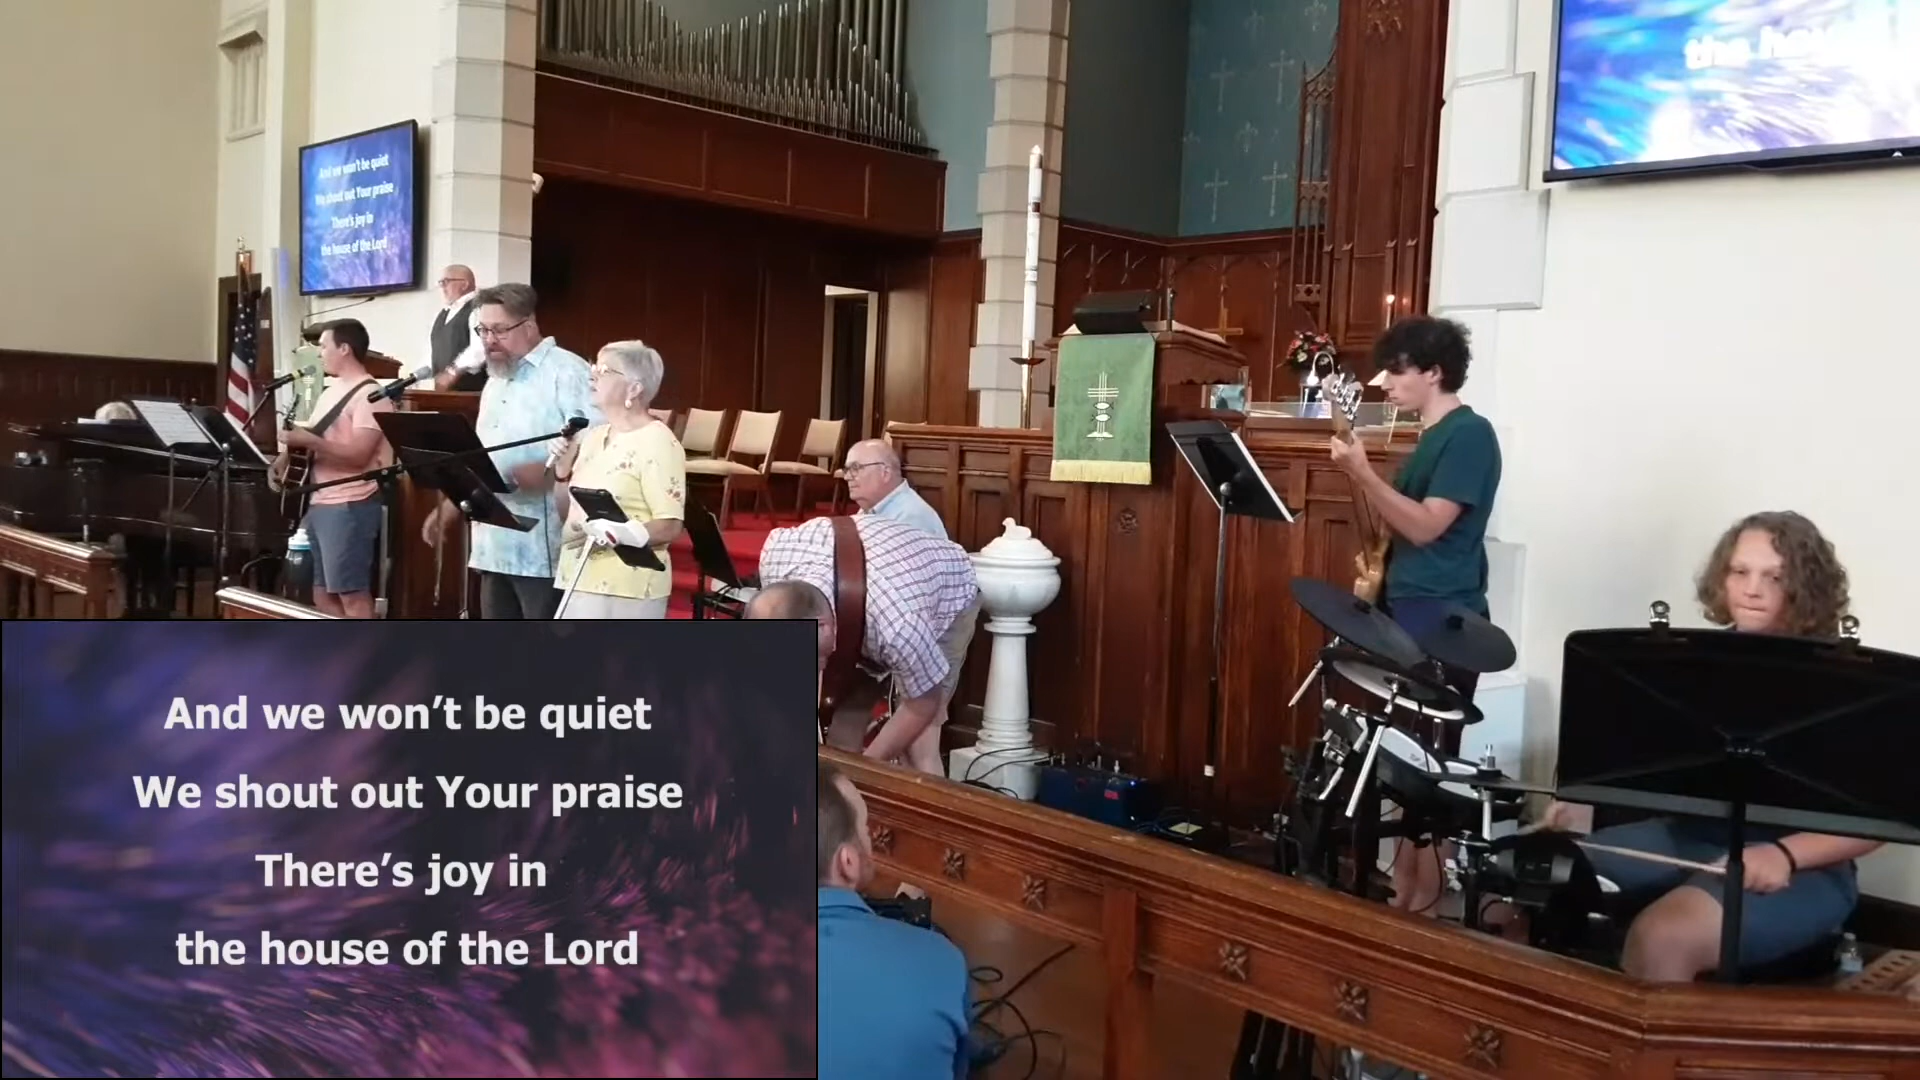 And we won't be quiet
We shout out Your praise
There's joy in
the house of the Lord
the
And we won’t be quiet
We shout out Your praise
There’s joy in
the house of the Lord